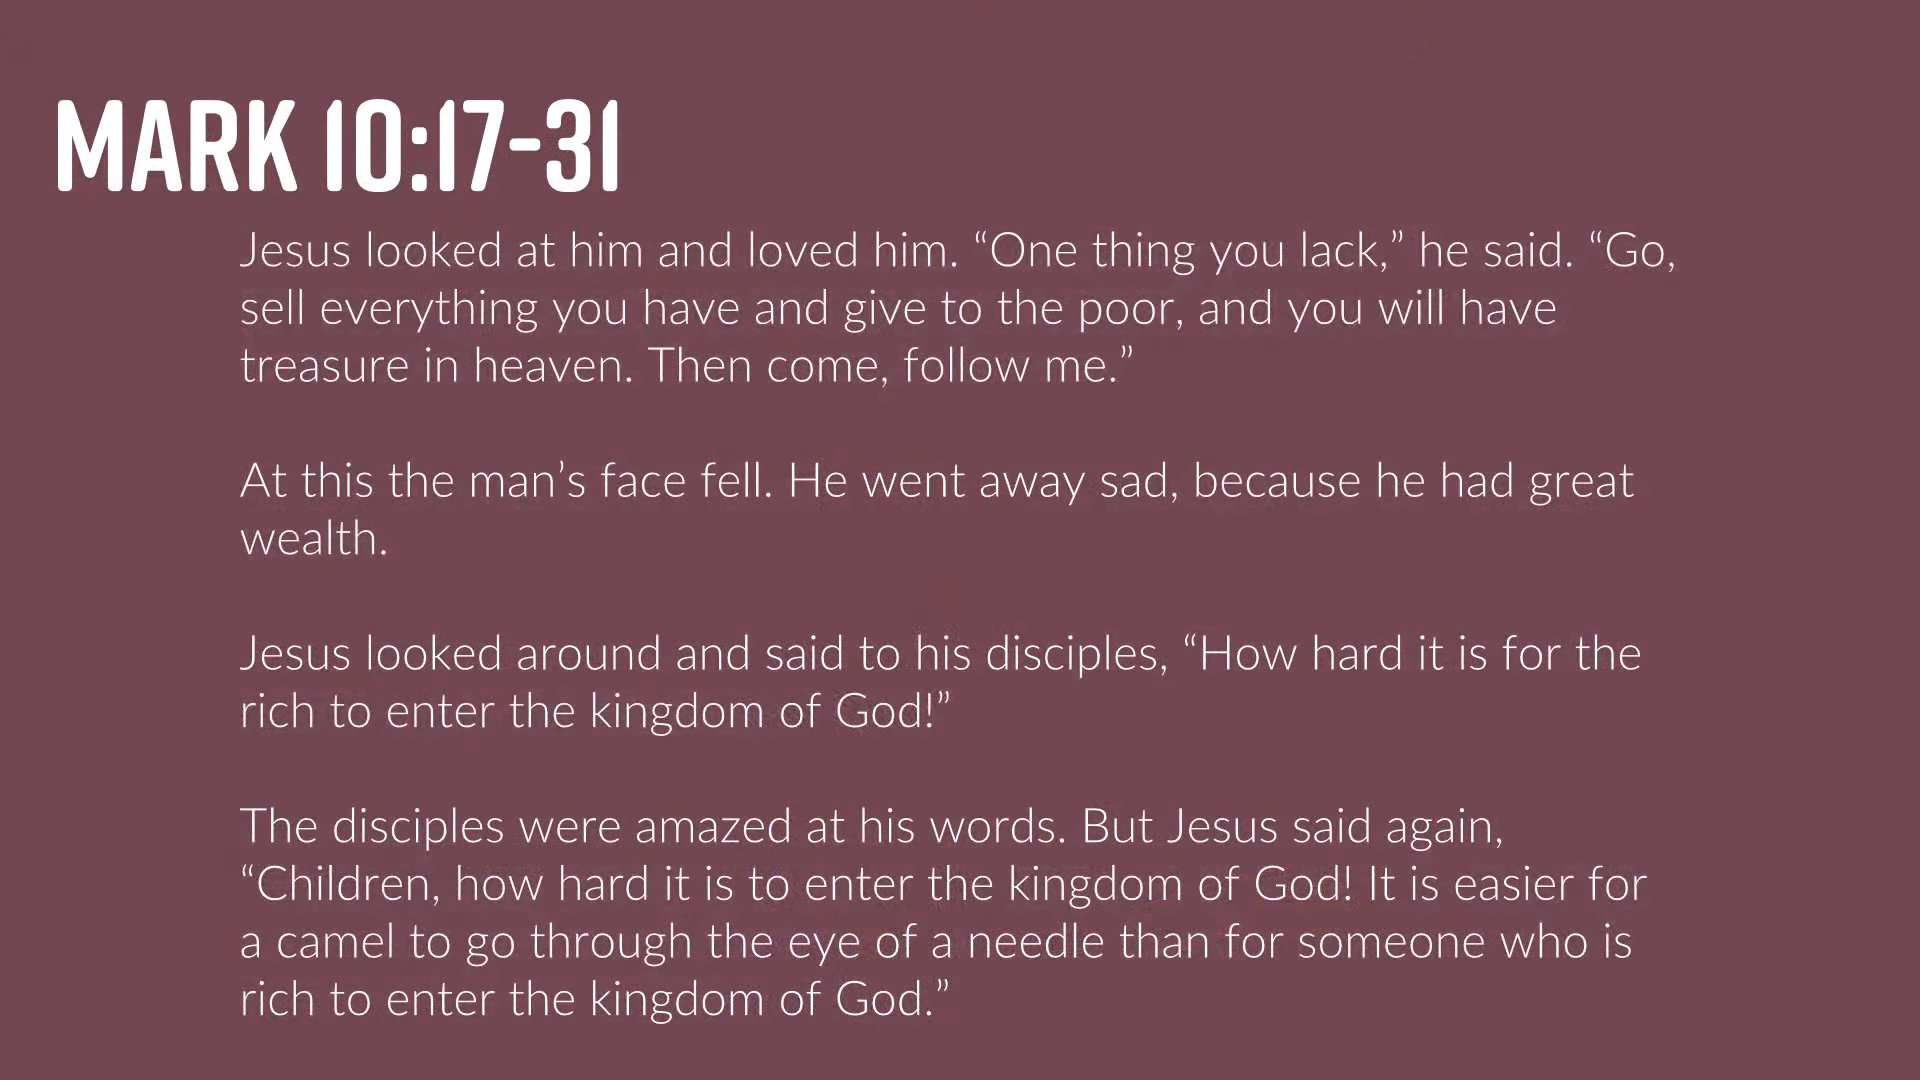 MARK 10:17-31
Jesus looked at him and loved him. “One thing you lack,” he said. “Go,
sell everything you have and give to the poor, and you will have
treasure in heaven. Then come, follow me.”
At this the man’s face fell. He went away sad, because he had great
wealth.
Jesus looked around and said to his disciples, “How hard it is for the
rich to enter the kingdom of God!”
The disciples were amazed at his words. But Jesus said again,
“Children, how hard it is to enter the kingdom of God! It is easier for
a camel to go through the eye of a needle than for someone who is
rich to enter the kingdom of God.”